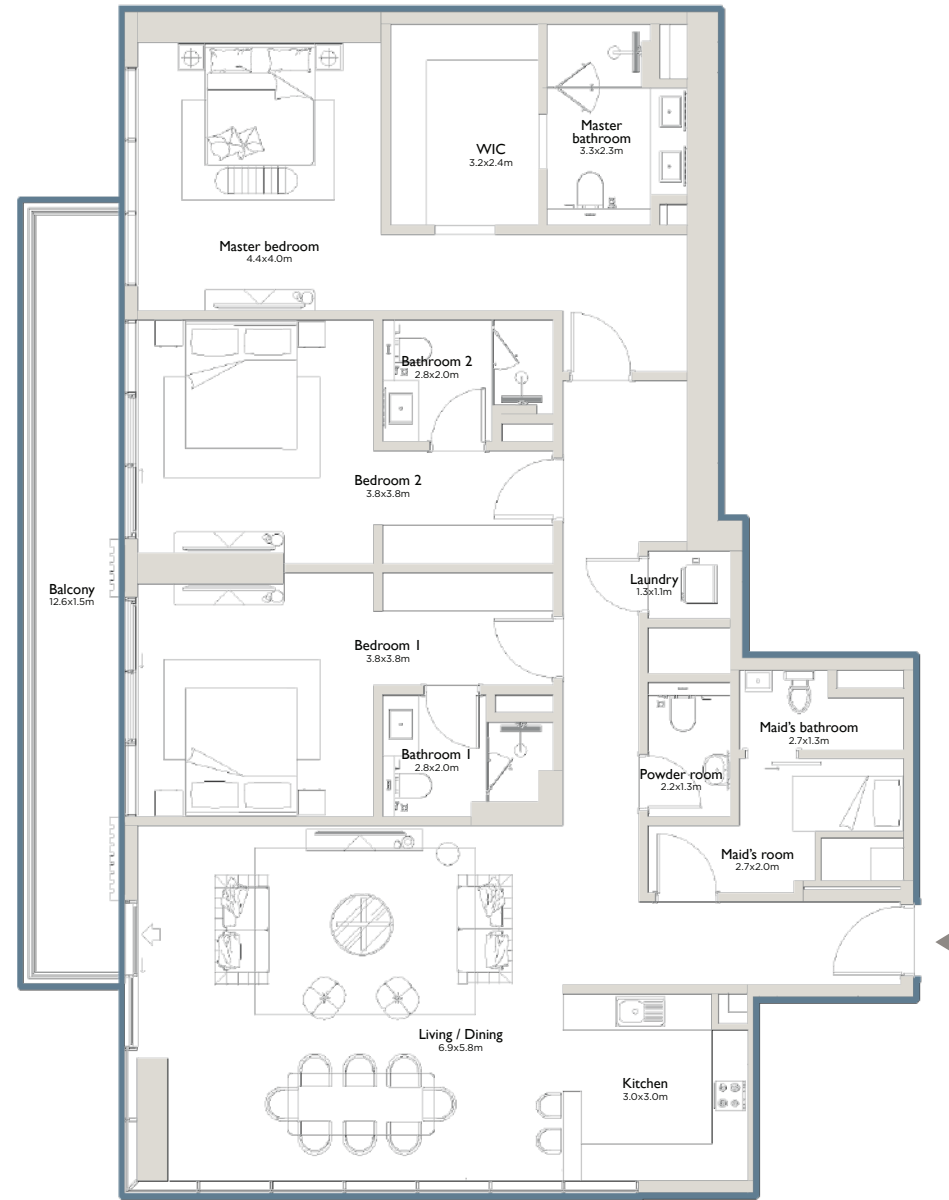 Master
bathroom
3.3x2.3m
WIC
3.2x2.4m
Master bedroom
4.4x4.0m
Bathroom 2
2.8x2.0m
Bedroom 2
3.8x3.8m
Balcony
12.6x1.5m
Laundry
1.3x1.1m
Bedroom 1
3.8x3.8m
Maid's bathroom
2.7x1.3m
Bathroom 1
2.8x2.0m
Powder room
2.2x1.3m
Maid's room
2.7x2.0m
Living / Dining
6.9x5.8m
Kitchen
3.0x3.0m